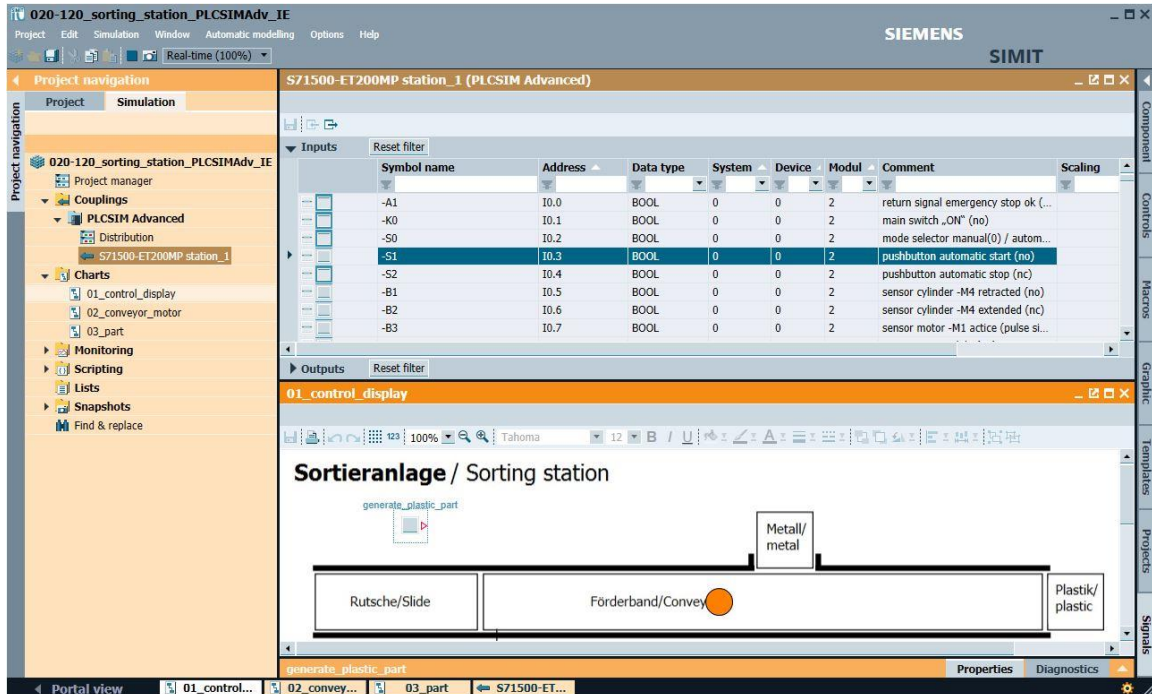 020-120_sorting_station_PLCSIMAdv_IE
Project Edit Simulation Window Automatic modelling Options Help
SIEMENS
SIMIT
Real-time (100%)
Project navigation
Project Simulation
Project navigation
020-120_sorting_station_PLCSIMAdv_IE
Project manager
Couplings
PLCSIM Advanced
Distribution
S71500-ET200MP station_1
Charts
01_control_display
02_conveyor_motor
03_part
Monitoring
Scripting
Lists
Snapshots
Find & replace
S71500-ET200MP station_1 (PLCSIM Advanced)
Inputs Reset filter
Symbol name Address Data type System Device Modul Comment Scaling
-A1 I0.0 BOOL 0 0 2 return signal emergency stop ok (...
-K0 I0.1 BOOL 0 0 2 main switch „ON“ (no)
-S0 I0.2 BOOL 0 0 2 mode selector manual(0) / autom...
-S1 I0.3 BOOL 0 0 2 pushbutton automatic start (no)
-S2 I0.4 BOOL 0 0 2 pushbutton automatic stop (nc)
-B1 I0.5 BOOL 0 0 2 sensor cylinder -M4 retracted (no)
-B2 I0.6 BOOL 0 0 2 sensor cylinder -M4 extended (nc)
-B3 I0.7 BOOL 0 0 2 sensor motor -M1 actice (pulse si...
Outputs Reset filter
01_control_display
123 100% Tahoma 12 B I U A
Sortieranlage / Sorting station
generate_plastic_part
Metall/
metal
Rutsche/Slide
Förderband/Convey
Plastik/
plastic
generate_plastic_part
Properties Diagnostics
Component
Controls
Macros
Graphic
Templates
Projects
Signals
Portal view 01_control... 02_convey... 03_part S71500-ET...